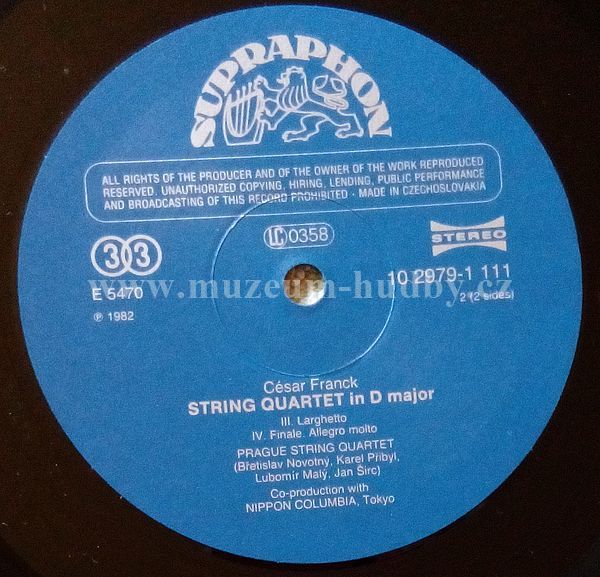 SUPRAPHON
ALL RIGHTS OF THE PRODUCER AND OF THE OWNER OF THE WORK REPRODUCED
RESERVED. UNAUTHORIZED COPYING, HIRING, LENDING, PUBLIC PERFORMANCE
AND BROADCASTING OF THIS RECORD PROHIBITED · MADE IN CZECHOSLOVAKIA
LC 0358
33
STEREO
E 5470
10 2979-1 111
www.muzeum-hudby.cz
2 (2 sides)
℗ 1982
César Franck
STRING QUARTET in D major
III. Larghetto
IV. Finale. Allegro molto
PRAGUE STRING QUARTET
(Břetislav Novotný, Karel Přibyl,
Lubomír Malý, Jan Širc)
Co-production with
NIPPON COLUMBIA, Tokyo